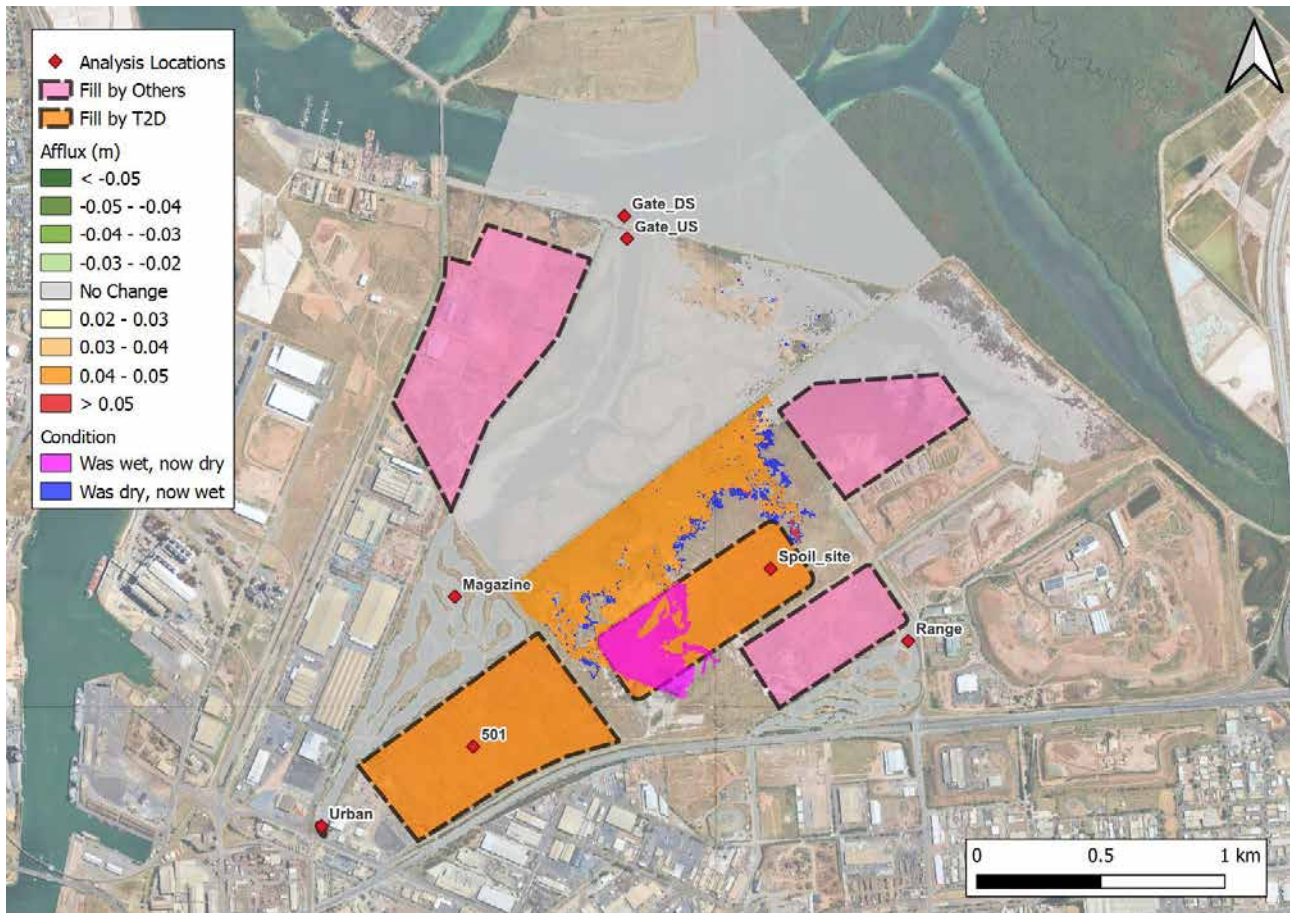 Analysis Locations
Fill by Others
Fill by T2D
Afflux (m)
< -0.05
-0.05 - -0.04
-0.04 - -0.03
-0.03 - -0.02
No Change
0.02 - 0.03
0.03 - 0.04
0.04 - 0.05
> 0.05
Condition
Was wet, now dry
Was dry, now wet
Gate_DS
Gate_US
Spoil_site
Magazine
Range
501
Urban
0 0.5 1 km